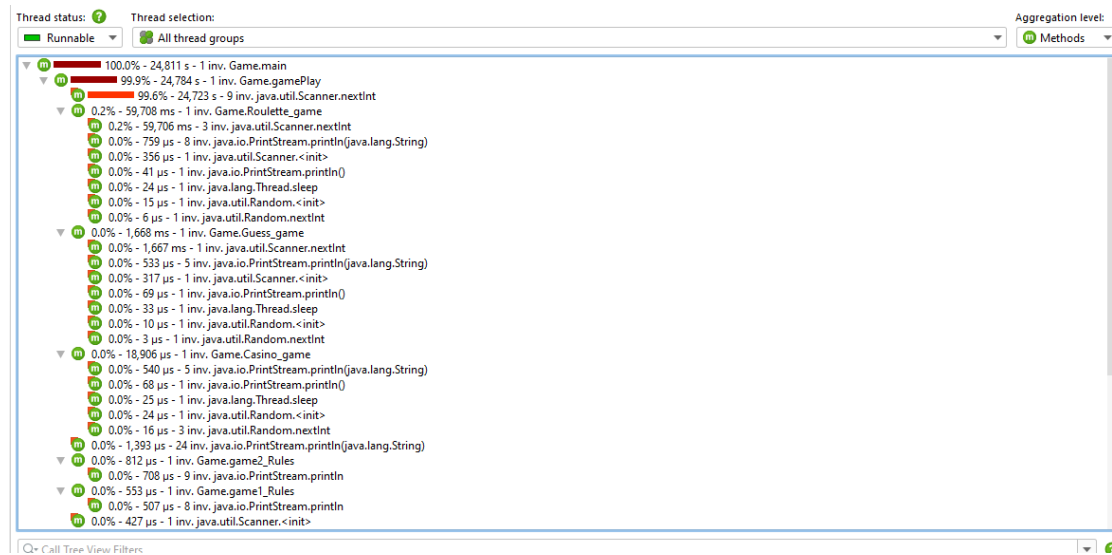 Thread status: ? Thread selection: Aggregation level:
Runnable All thread groups Methods
100.0% - 24,811 s - 1 inv. Game.main
99.9% - 24,784 s - 1 inv. Game.gamePlay
99.6% - 24,723 s - 9 inv. java.util.Scanner.nextInt
0.2% - 59,708 ms - 1 inv. Game.Roulette_game
0.2% - 59,706 ms - 3 inv. java.util.Scanner.nextInt
0.0% - 759 µs - 8 inv. java.io.PrintStream.println(java.lang.String)
0.0% - 356 µs - 1 inv. java.util.Scanner.<init>
0.0% - 41 µs - 1 inv. java.io.PrintStream.println()
0.0% - 24 µs - 1 inv. java.lang.Thread.sleep
0.0% - 15 µs - 1 inv. java.util.Random.<init>
0.0% - 6 µs - 1 inv. java.util.Random.nextInt
0.0% - 1,668 ms - 1 inv. Game.Guess_game
0.0% - 1,667 ms - 1 inv. java.util.Scanner.nextInt
0.0% - 533 µs - 5 inv. java.io.PrintStream.println(java.lang.String)
0.0% - 317 µs - 1 inv. java.util.Scanner.<init>
0.0% - 69 µs - 1 inv. java.io.PrintStream.println()
0.0% - 33 µs - 1 inv. java.lang.Thread.sleep
0.0% - 10 µs - 1 inv. java.util.Random.<init>
0.0% - 3 µs - 1 inv. java.util.Random.nextInt
0.0% - 18,906 µs - 1 inv. Game.Casino_game
0.0% - 540 µs - 5 inv. java.io.PrintStream.println(java.lang.String)
0.0% - 68 µs - 1 inv. java.io.PrintStream.println()
0.0% - 25 µs - 1 inv. java.lang.Thread.sleep
0.0% - 24 µs - 1 inv. java.util.Random.<init>
0.0% - 16 µs - 3 inv. java.util.Random.nextInt
0.0% - 1,393 µs - 24 inv. java.io.PrintStream.println(java.lang.String)
0.0% - 812 µs - 1 inv. Game.game2_Rules
0.0% - 708 µs - 9 inv. java.io.PrintStream.println
0.0% - 553 µs - 1 inv. Game.game1_Rules
0.0% - 507 µs - 8 inv. java.io.PrintStream.println
0.0% - 427 µs - 1 inv. java.util.Scanner.<init>
Call Tree View Filters